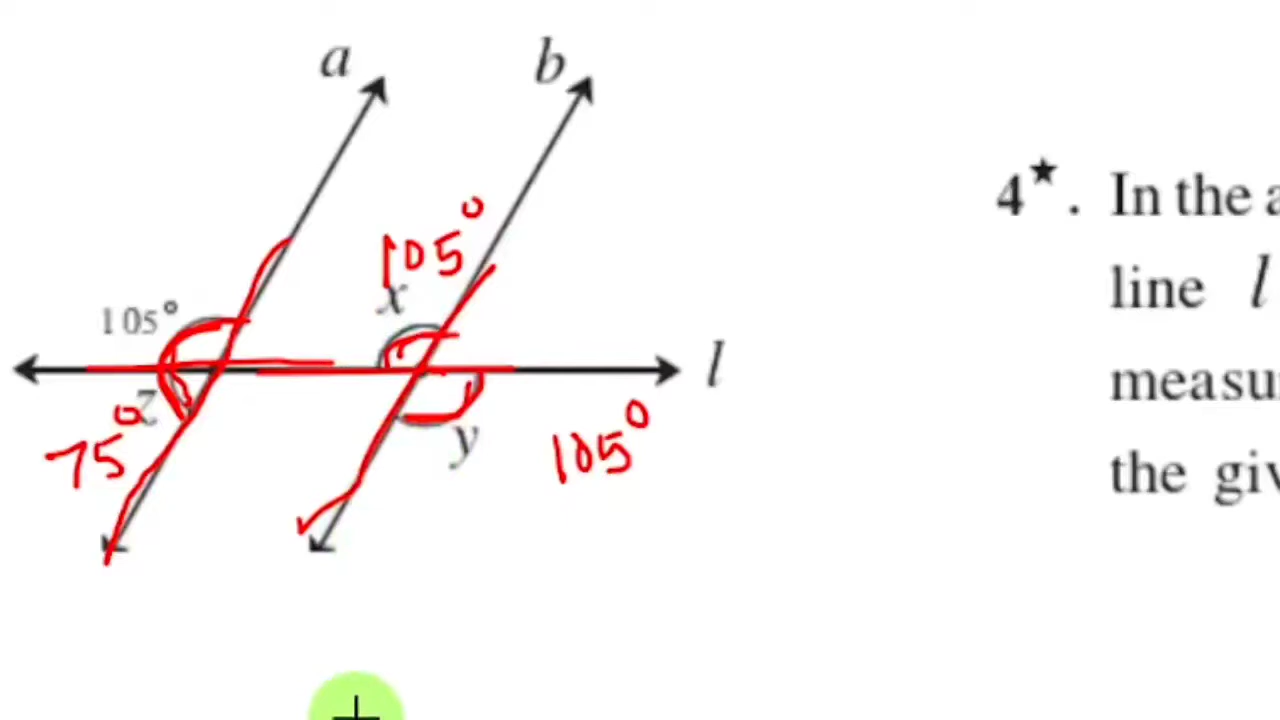 a b
105°
x
105°
l
z
75°
y
105°
4★. In the a
line l
measu
the giv